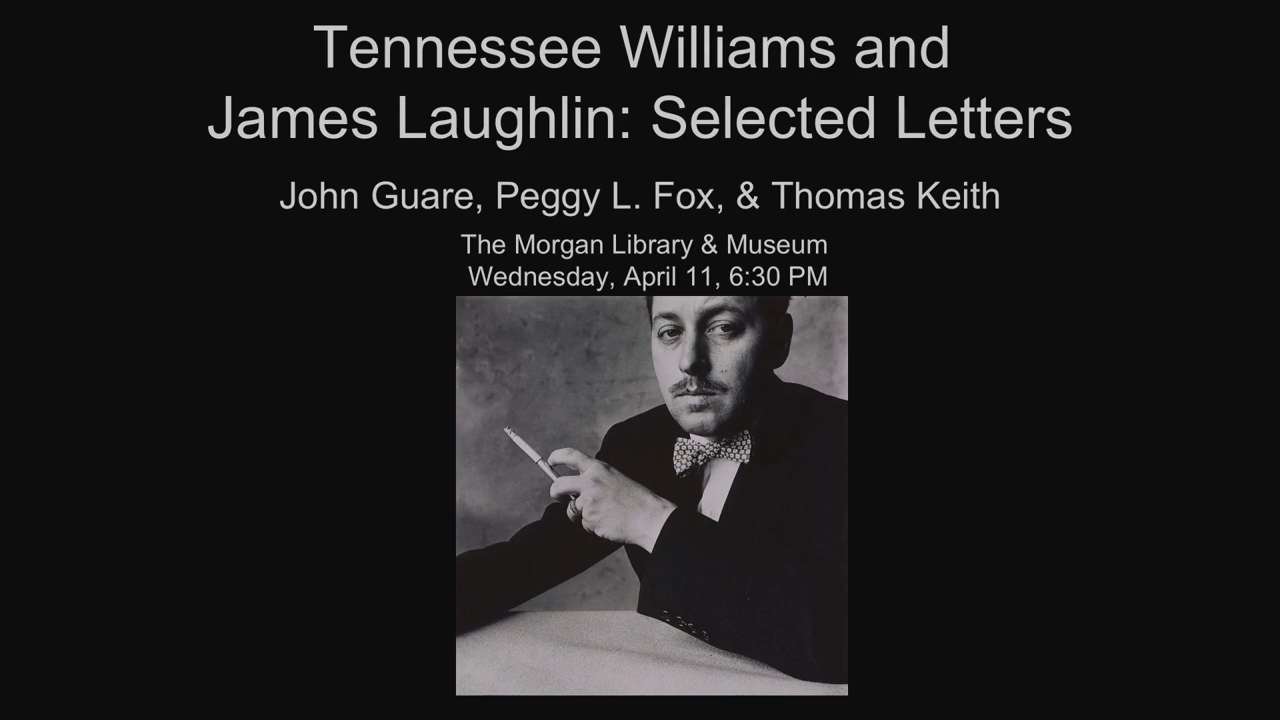 Tennessee Williams and
James Laughlin: Selected Letters
John Guare, Peggy L. Fox, & Thomas Keith
The Morgan Library & Museum
Wednesday, April 11, 6:30 PM